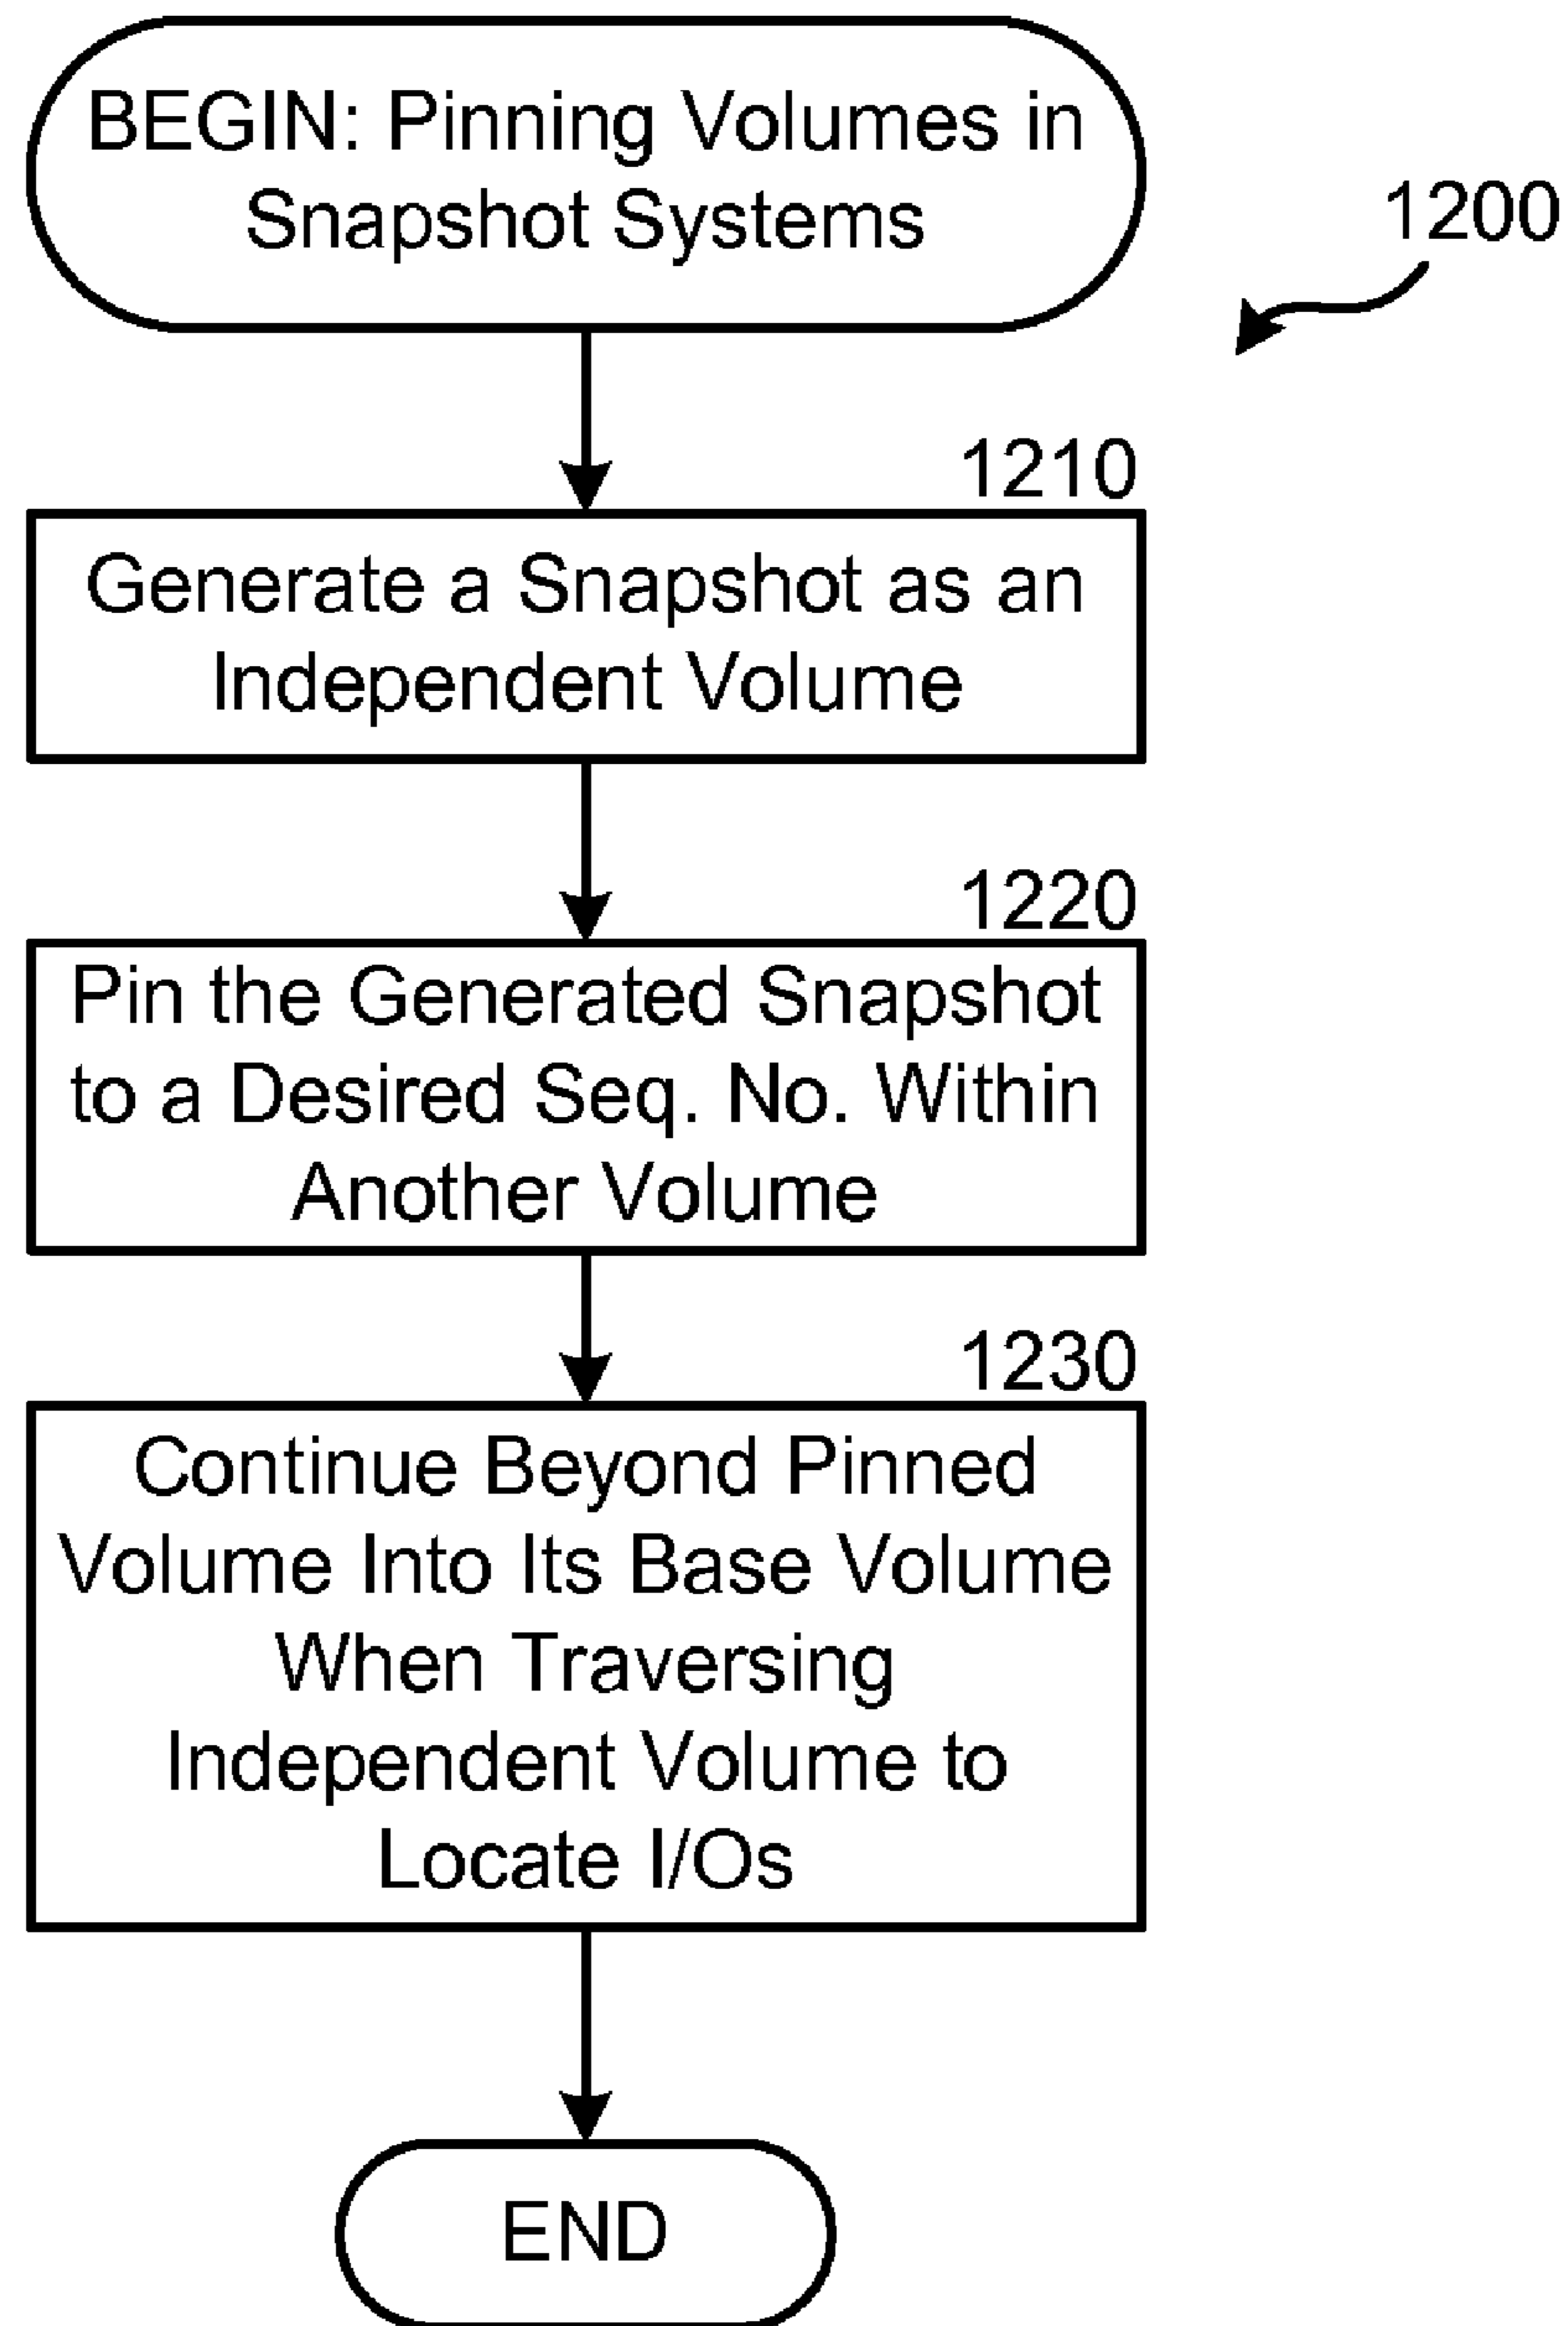 BEGIN: Pinning Volumes in
Snapshot Systems
1200
1210
Generate a Snapshot as an
Independent Volume
1220
Pin the Generated Snapshot
to a Desired Seq. No. Within
Another Volume
1230
Continue Beyond Pinned
Volume Into Its Base Volume
When Traversing
Independent Volume to
Locate I/Os
END